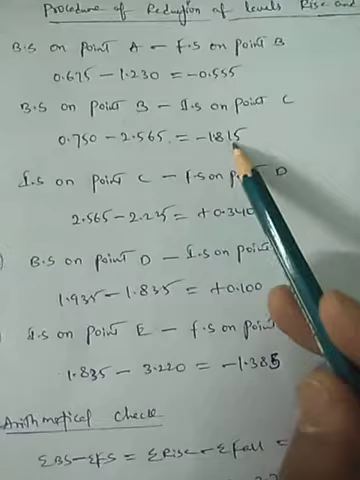 Procedure of Reduction of levels Rise and
B.S on point A - F.S on point B
0.675 - 1.230 = -0.555
B.S on point B - I.S on point C
0.750 - 2.565 = -1.815
I.S on point C - F.S on point D
2.565 - 2.225 = +0.340
B.S on point D - I.S on point
1.935 - 1.835 = +0.100
I.S on point E - F.S on point
1.835 - 3.220 = -1.385
Arithmatical Check
ΣBS - ΣFS = ΣRise - ΣFall =